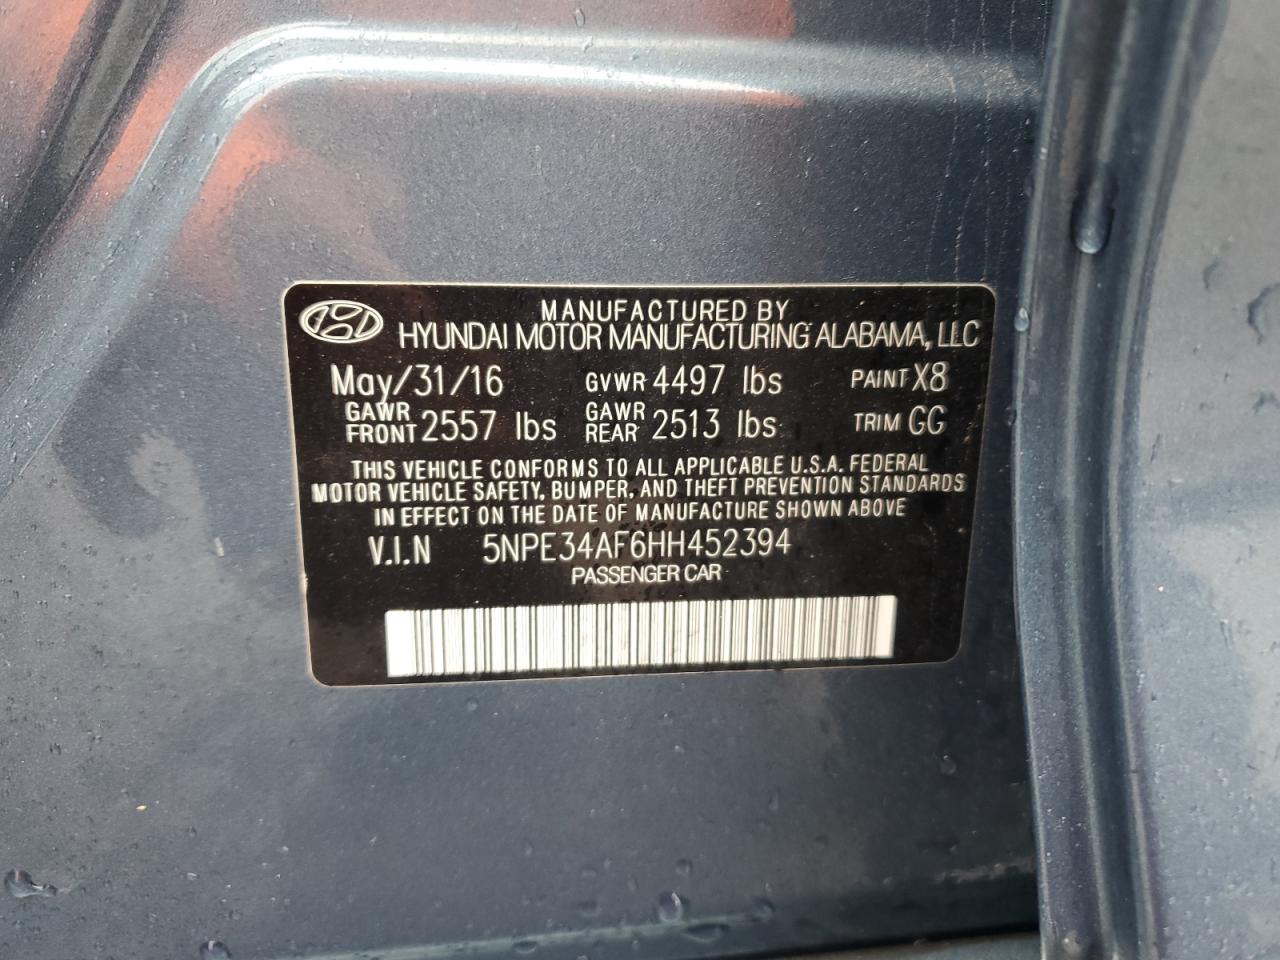 MANUFACTURED BY
HYUNDAI MOTOR MANUFACTURING ALABAMA, LLC
May/31/16 GVWR 4497 lbs PAINT X8
GAWR FRONT 2557 lbs GAWR REAR 2513 lbs TRIM GG
THIS VEHICLE CONFORMS TO ALL APPLICABLE U.S.A. FEDERAL
MOTOR VEHICLE SAFETY, BUMPER, AND THEFT PREVENTION STANDARDS
IN EFFECT ON THE DATE OF MANUFACTURE SHOWN ABOVE
V.I.N 5NPE34AF6HH452394
PASSENGER CAR